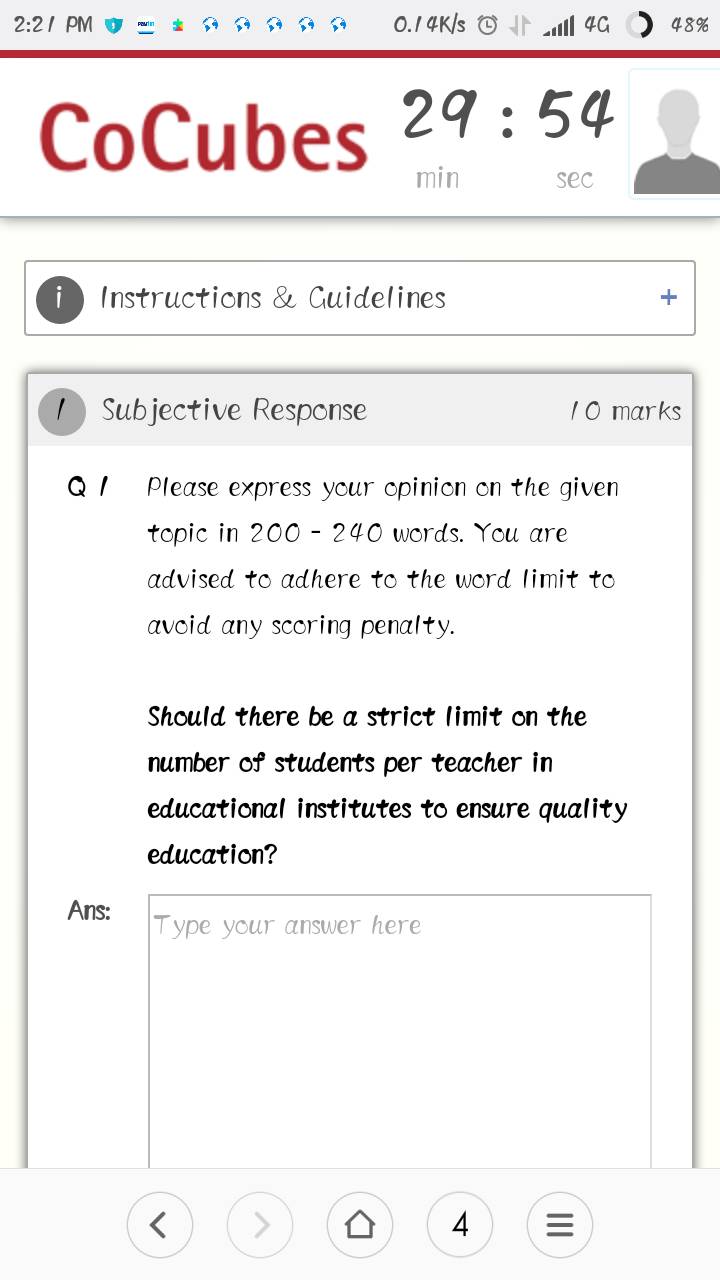 2:21 PM 0.14K/s 4G 48%
CoCubes 29 : 54
min sec
i Instructions & Guidelines +
1 Subjective Response 10 marks
Q 1 Please express your opinion on the given
topic in 200 - 240 words. You are
advised to adhere to the word limit to
avoid any scoring penalty.
Should there be a strict limit on the
number of students per teacher in
educational institutes to ensure quality
education?
Ans: Type your answer here
4